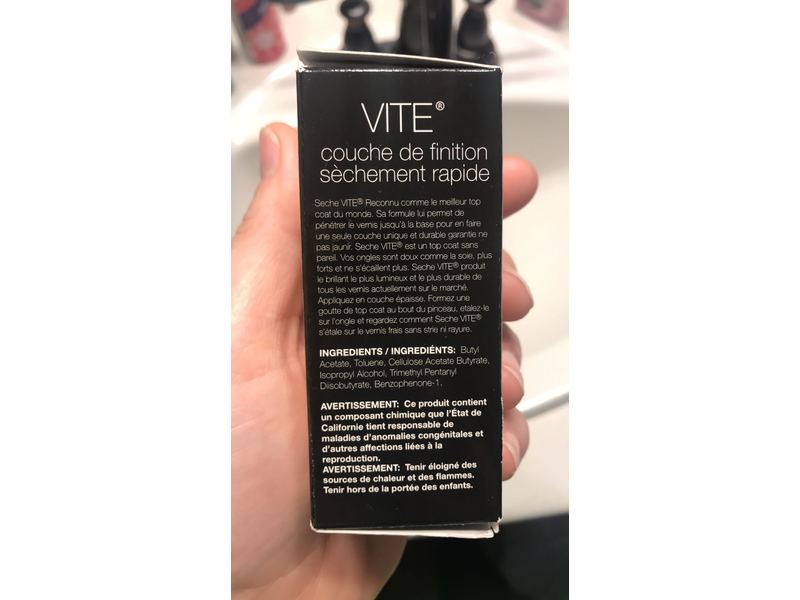 VITE®
couche de finition
sèchement rapide
Seche VITE® Reconnu comme le meilleur top
coat du monde. Sa formule lui permet de
pénétrer le vernis jusqu'à la base pour en faire
une seule couche unique et durable garantie ne
pas jaunir. Seche VITE® est un top coat sans
pareil. Vos ongles sont doux comme la soie, plus
forts et ne s'écaillent plus. Seche VITE® produit
le brillant le plus lumineux et le plus durable de
tous les vernis actuellement sur le marché.
Appliquez en couche épaisse. Formez une
goutte de top coat au bout du pinceau, etalez-le
sur l'ongle et regardez comment Seche VITE®
s'étale sur le vernis frais sans strie ni rayure.
INGREDIENTS / INGREDIÉNTS: Butyl
Acetate, Toluene, Cellulose Acetate Butyrate,
Isopropyl Alcohol, Trimethyl Pentanyl
Diisobutyrate, Benzophenone-1.
AVERTISSEMENT: Ce produit contient
un composant chimique que l'État de
Californie tient responsable de
maladies d'anomalies congénitales et
d'autres affections liées à la
reproduction.
AVERTISSEMENT: Tenir éloigné des
sources de chaleur et des flammes.
Tenir hors de la portée des enfants.